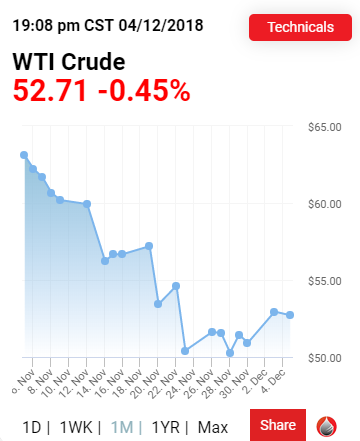 19:08 pm CST 04/12/2018
Technicals
WTI Crude
52.71 -0.45%
$65.00
$60.00
$55.00
$50.00
8. Nov
10. Nov
12. Nov
14. Nov
16. Nov
18. Nov
20. Nov
22. Nov
24. Nov
26. Nov
28. Nov
30. Nov
2. Dec
4. Dec
1D | 1WK | 1M | 1YR | Max
Share